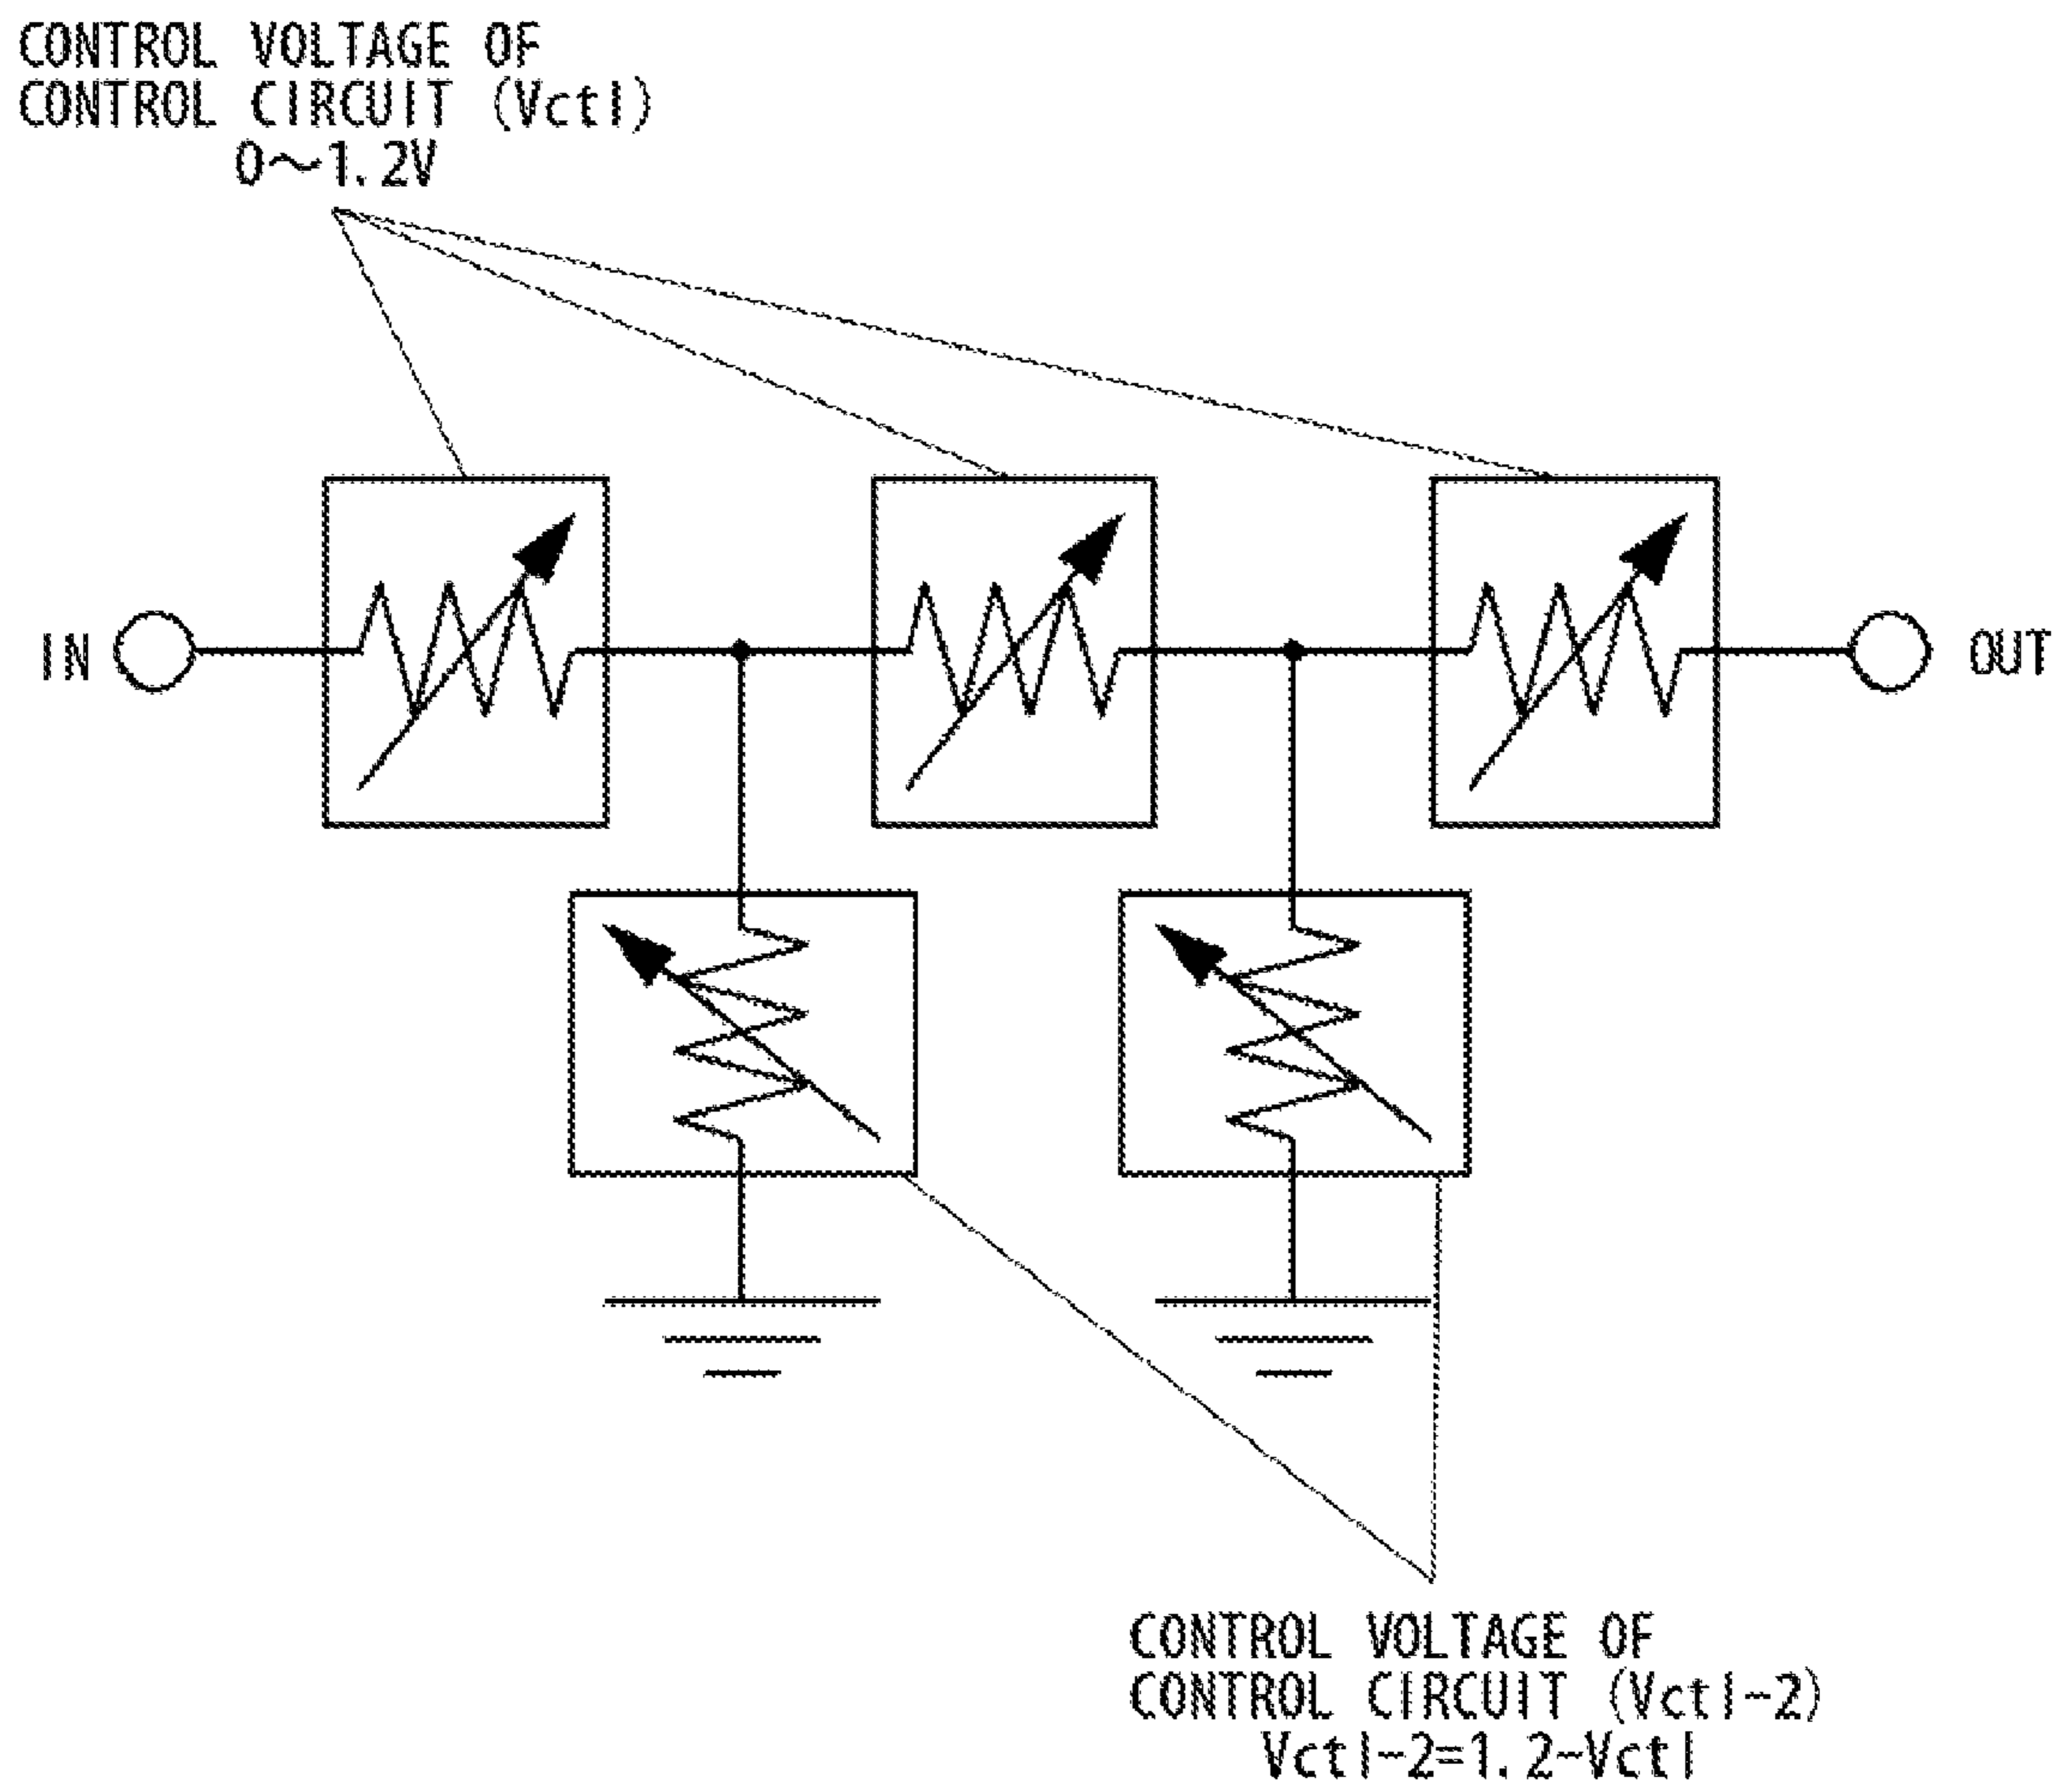 CONTROL VOLTAGE OF
CONTROL CIRCUIT (Vctl)
0～1.2V
IN
OUT
CONTROL VOLTAGE OF
CONTROL CIRCUIT (Vctl-2)
Vctl-2=1.2-Vctl